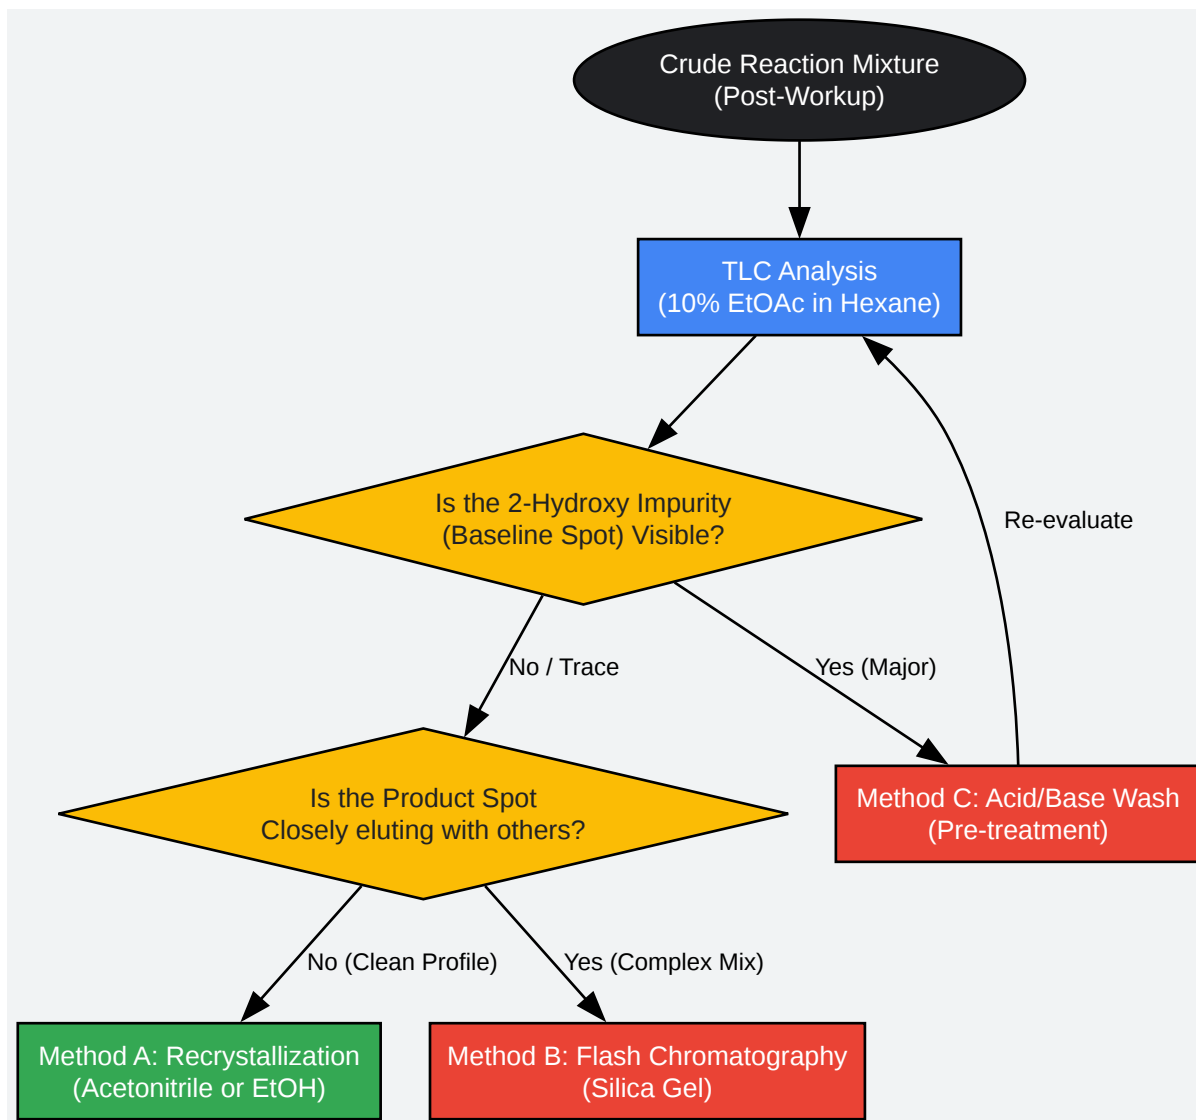 Crude Reaction Mixture
(Post-Workup)
TLC Analysis
(10% EtOAc in Hexane)
Is the 2-Hydroxy Impurity
(Baseline Spot) Visible?
Re-evaluate
No / Trace
Yes (Major)
Is the Product Spot
Closely eluting with others?
Method C: Acid/Base Wash
(Pre-treatment)
No (Clean Profile)
Yes (Complex Mix)
Method A: Recrystallization
(Acetonitrile or EtOH)
Method B: Flash Chromatography
(Silica Gel)